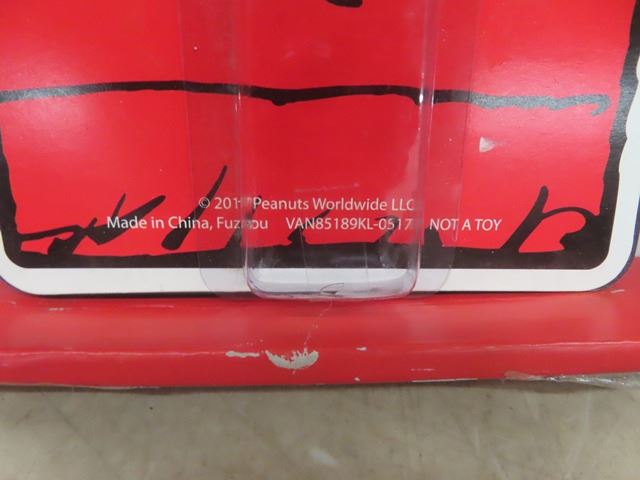 © 201 Peanuts Worldwide LLC
Made in China, Fuzhou VAN85189KL-0517 NOT A TOY